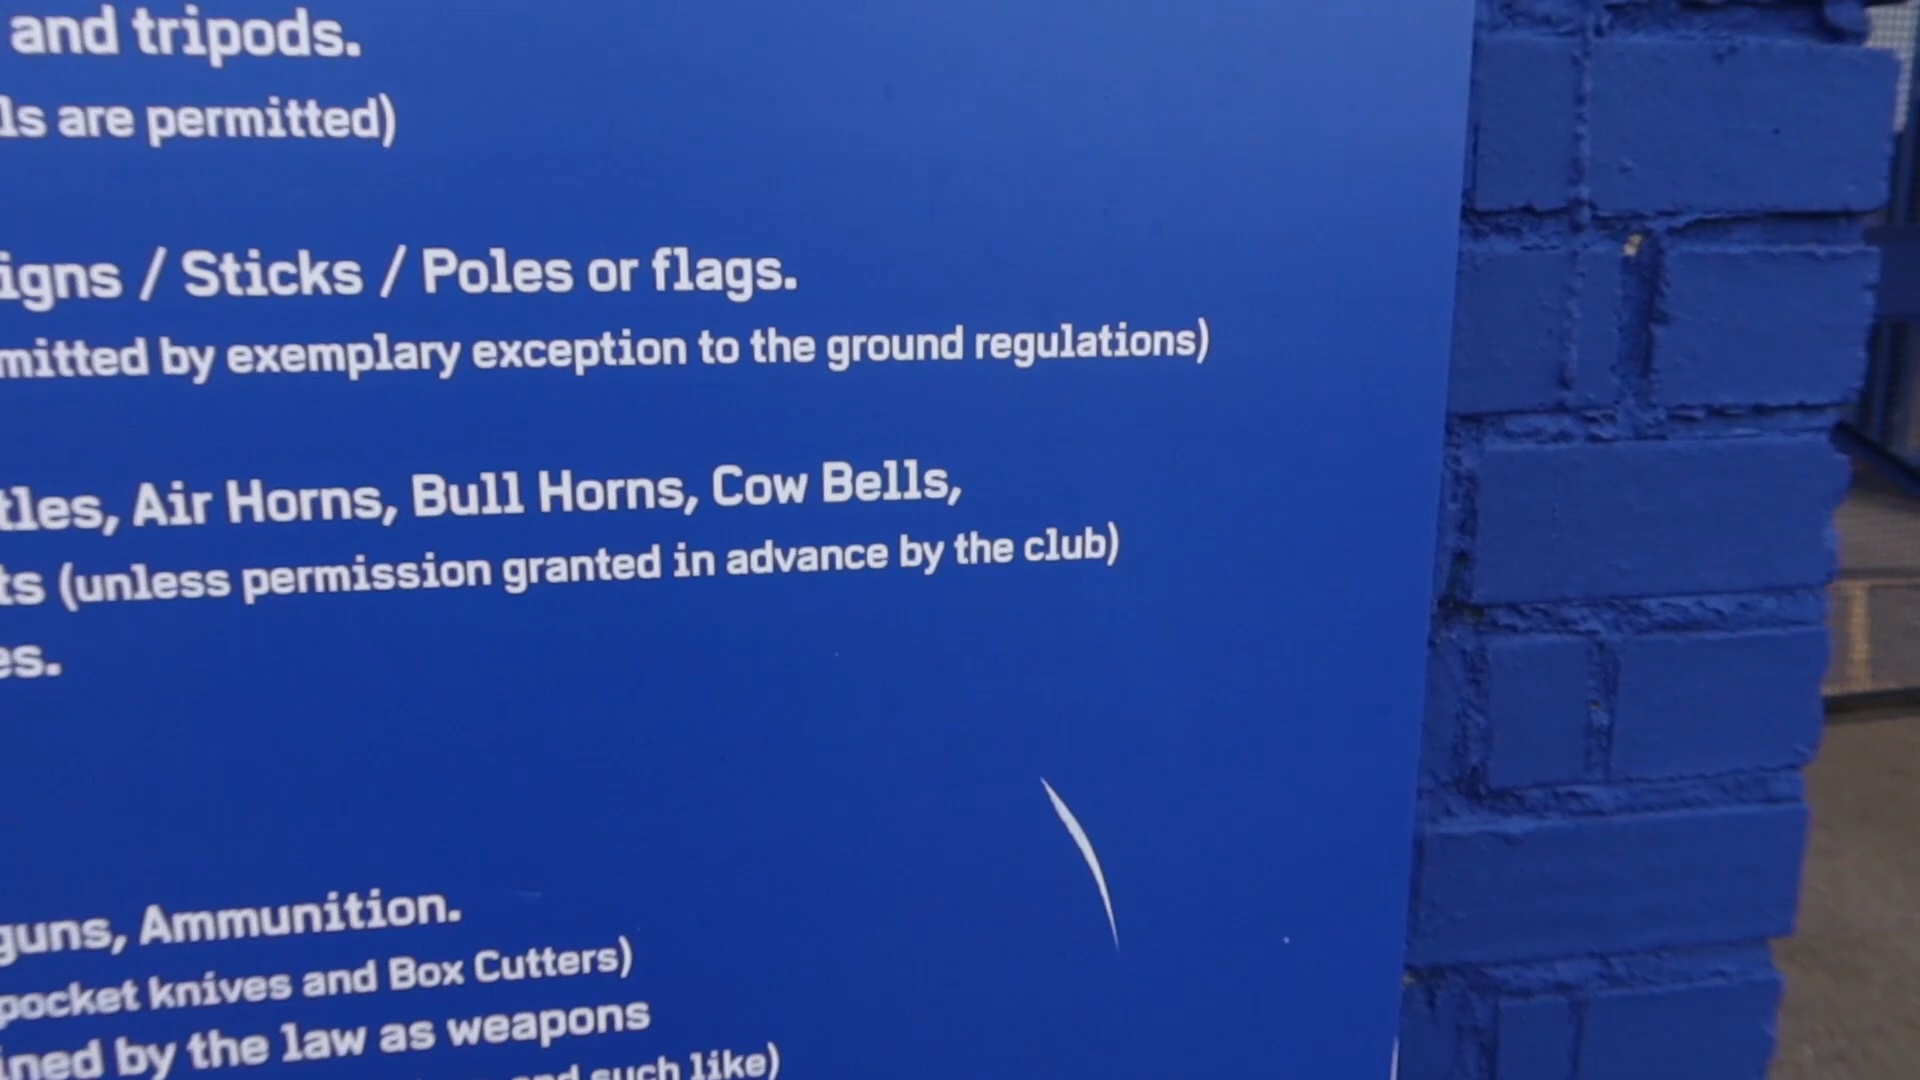 and tripods.
ls are permitted)
igns / Sticks / Poles or flags.
mitted by exemplary exception to the ground regulations)
tles, Air Horns, Bull Horns, Cow Bells,
ts (unless permission granted in advance by the club)
es.
guns, Ammunition.
pocket knives and Box Cutters)
ined by the law as weapons
and such like)